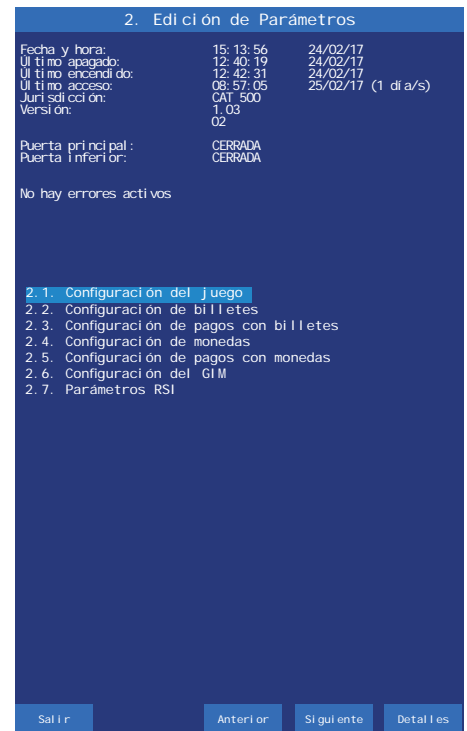 2. Edición de Parámetros
Fecha y hora: 15:13:56 24/02/17
Último apagado: 12:40:19 24/02/17
Último encendido: 12:42:31 24/02/17
Último acceso: 08:57:05 25/02/17 (1 día/s)
Jurisdicción: CAT 500
Versión: 1.03
02
Puerta principal: CERRADA
Puerta inferior: CERRADA
No hay errores activos
2.1. Configuración del juego
2.2. Configuración de billetes
2.3. Configuración de pagos con billetes
2.4. Configuración de monedas
2.5. Configuración de pagos con monedas
2.6. Configuración del GIM
2.7. Parámetros RSI
Salir Anterior Siguiente Detalles